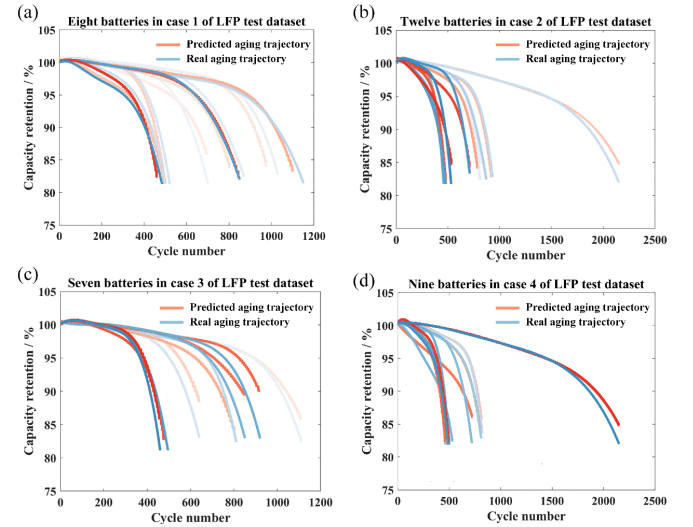 (a)
Eight batteries in case 1 of LFP test dataset
105
100
95
90
85
80
75
Capacity retention / %
Predicted aging trajectory
Real aging trajectory
0 200 400 600 800 1000 1200
Cycle number
(b)
Twelve batteries in case 2 of LFP test dataset
105
100
95
90
85
80
75
Capacity retention / %
Predicted aging trajectory
Real aging trajectory
0 500 1000 1500 2000 2500
Cycle number
(c)
Seven batteries in case 3 of LFP test dataset
105
100
95
90
85
80
75
Capacity retention / %
Predicted aging trajectory
Real aging trajectory
0 200 400 600 800 1000 1200
Cycle number
(d)
Nine batteries in case 4 of LFP test dataset
105
100
95
90
85
80
75
Capacity retention / %
Predicted aging trajectory
Real aging trajectory
0 500 1000 1500 2000 2500
Cycle number